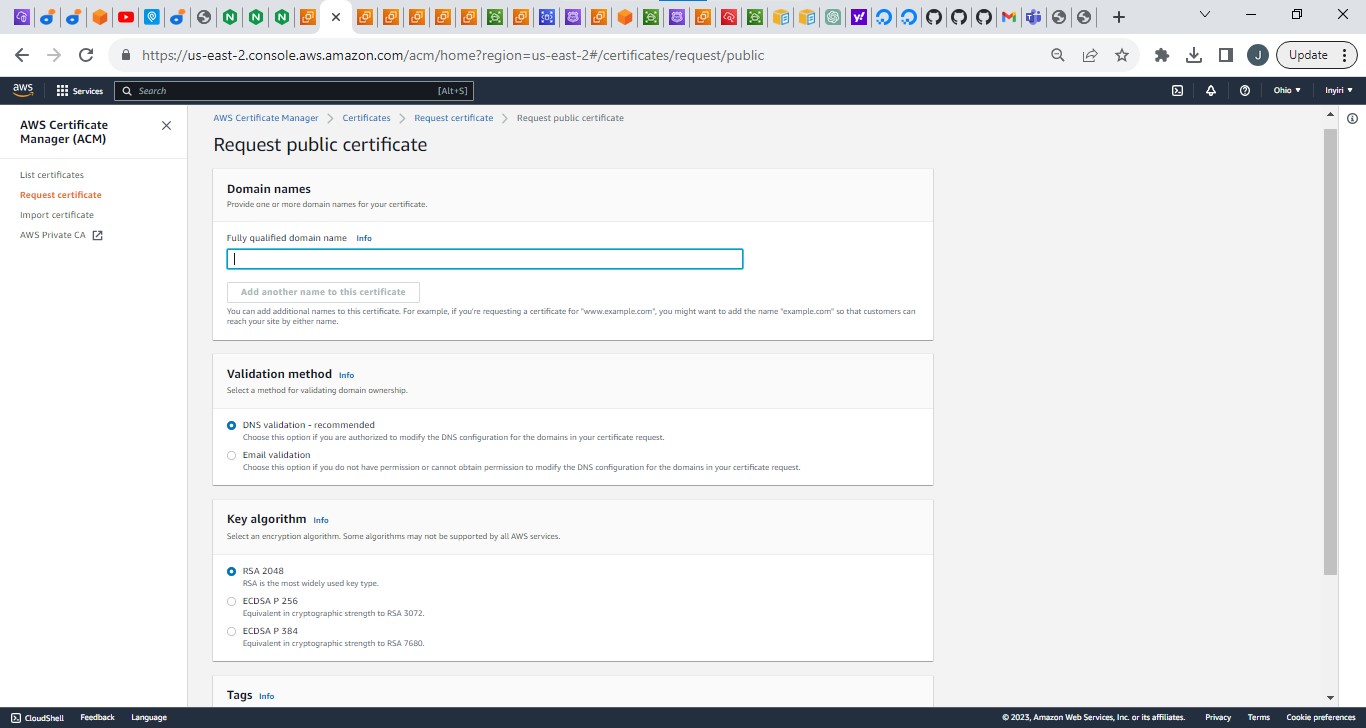 https://us-east-2.console.aws.amazon.com/acm/home?region=us-east-2#/certificates/request/public
J
Update
aws
Services
Search
[Alt+S]
Ohio
Inyiri
AWS Certificate
Manager (ACM)
List certificates
Request certificate
Import certificate
AWS Private CA
AWS Certificate Manager
Certificates
Request certificate
Request public certificate
Request public certificate
Domain names
Provide one or more domain names for your certificate.
Fully qualified domain name Info
Add another name to this certificate
You can add additional names to this certificate. For example, if you're requesting a certificate for "www.example.com", you might want to add the name "example.com" so that customers can
reach your site by either name.
Validation method Info
Select a method for validating domain ownership.
DNS validation - recommended
Choose this option if you are authorized to modify the DNS configuration for the domains in your certificate request.
Email validation
Choose this option if you do not have permission or cannot obtain permission to modify the DNS configuration for the domains in your certificate request.
Key algorithm Info
Select an encryption algorithm. Some algorithms may not be supported by all AWS services.
RSA 2048
RSA is the most widely used key type.
ECDSA P 256
Equivalent in cryptographic strength to RSA 3072.
ECDSA P 384
Equivalent in cryptographic strength to RSA 7680.
Tags Info
CloudShell
Feedback
Language
© 2023, Amazon Web Services, Inc. or its affiliates.
Privacy
Terms
Cookie preferences